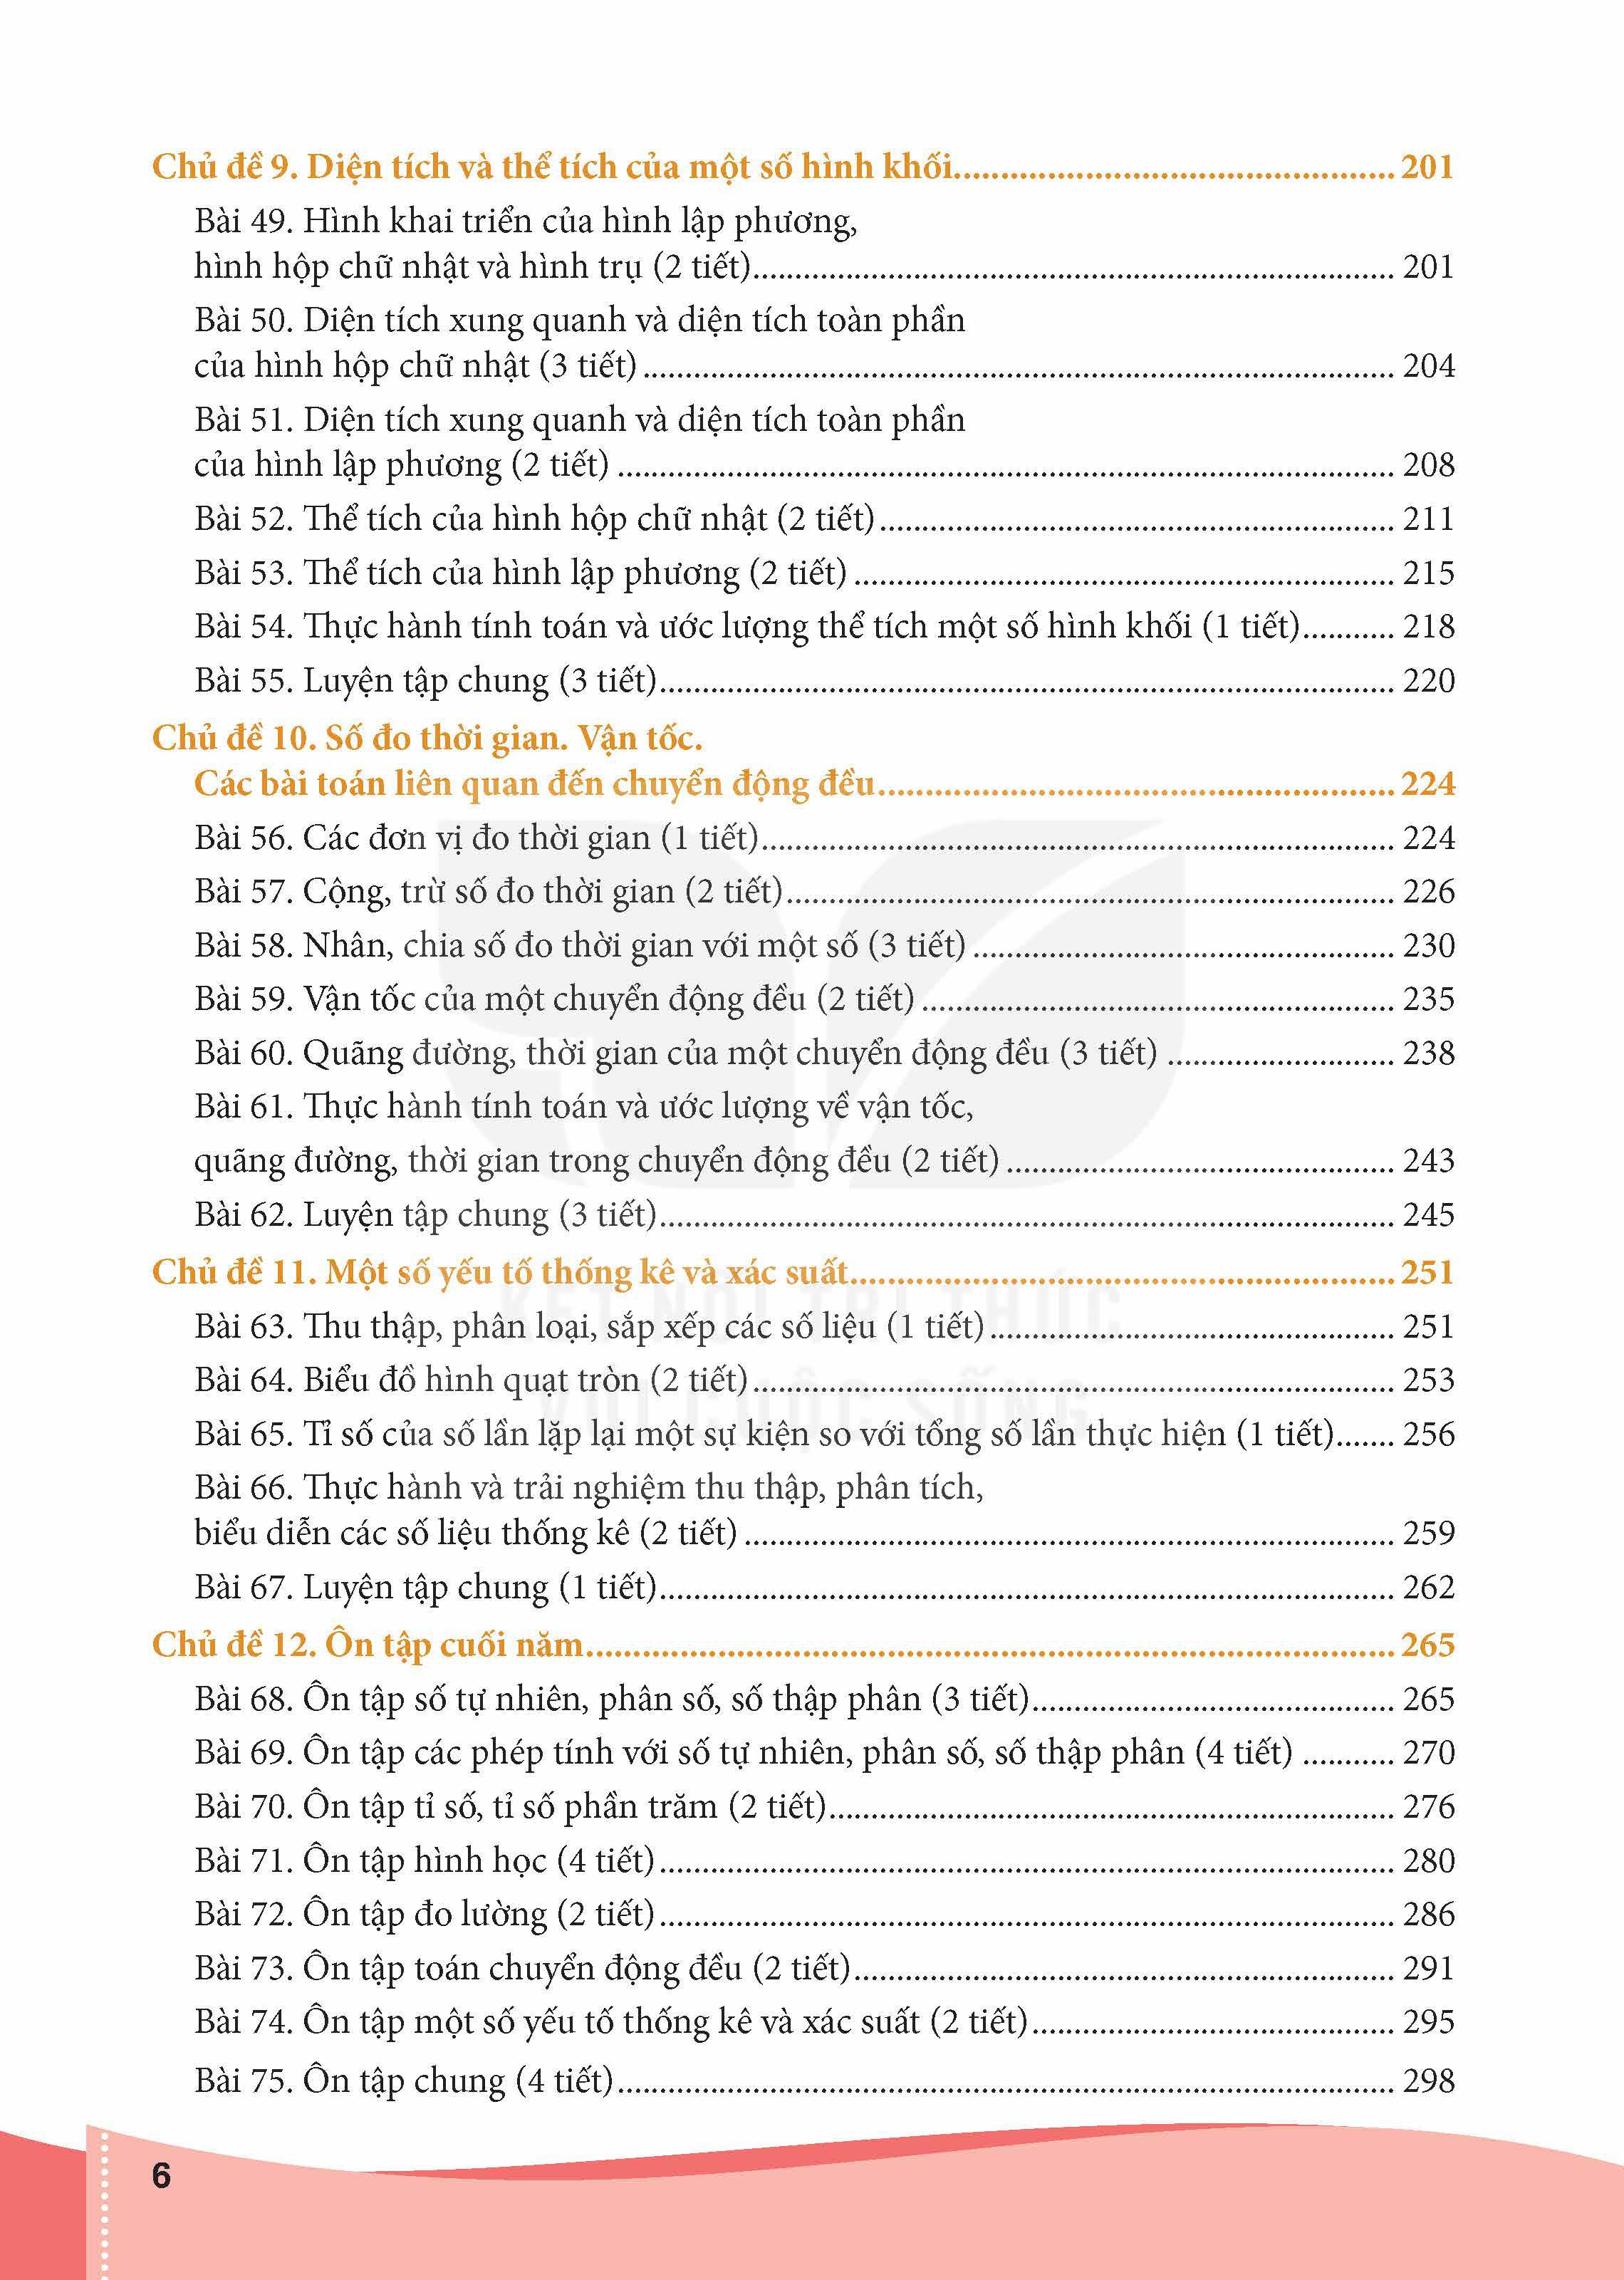 Chủ đề 9. Diện tích và thể tích của một số hình khối.............................................. 201
Bài 49. Hình khai triển của hình lập phương,
hình hộp chữ nhật và hình trụ (2 tiết)............................................................................ 201
Bài 50. Diện tích xung quanh và diện tích toàn phần
của hình hộp chữ nhật (3 tiết) ......................................................................................... 204
Bài 51. Diện tích xung quanh và diện tích toàn phần
của hình lập phương (2 tiết) ............................................................................................ 208
Bài 52. Thể tích của hình hộp chữ nhật (2 tiết)............................................................. 211
Bài 53. Thể tích của hình lập phương (2 tiết) ................................................................ 215
Bài 54. Thực hành tính toán và ước lượng thể tích một số hình khối (1 tiết)........... 218
Bài 55. Luyện tập chung (3 tiết)....................................................................................... 220
Chủ đề 10. Số đo thời gian. Vận tốc.
Các bài toán liên quan đến chuyển động đều...................................................... 224
Bài 56. Các đơn vị đo thời gian (1 tiết)........................................................................... 224
Bài 57. Cộng, trừ số đo thời gian (2 tiết)........................................................................ 226
Bài 58. Nhân, chia số đo thời gian với một số (3 tiết) .................................................. 230
Bài 59. Vận tốc của một chuyển động đều (2 tiết) ........................................................ 235
Bài 60. Quãng đường, thời gian của một chuyển động đều (3 tiết) ........................... 238
Bài 61. Thực hành tính toán và ước lượng về vận tốc,
quãng đường, thời gian trong chuyển động đều (2 tiết) .............................................. 243
Bài 62. Luyện tập chung (3 tiết)....................................................................................... 245
Chủ đề 11. Một số yếu tố thống kê và xác suất......................................................... 251
KẾT NỐI TRI THỨC
Bài 63. Thu thập, phân loại, sắp xếp các số liệu (1 tiết) ................................................ 251
Bài 64. Biểu đồ hình quạt tròn (2 tiết) ............................................................................ 253
VỚI CUỘC SỐNG
Bài 65. Tỉ số của số lần lặp lại một sự kiện so với tổng số lần thực hiện (1 tiết)....... 256
Bài 66. Thực hành và trải nghiệm thu thập, phân tích,
biểu diễn các số liệu thống kê (2 tiết) ............................................................................. 259
Bài 67. Luyện tập chung (1 tiết)....................................................................................... 262
Chủ đề 12. Ôn tập cuối năm..................................................................................... 265
Bài 68. Ôn tập số tự nhiên, phân số, số thập phân (3 tiết)........................................... 265
Bài 69. Ôn tập các phép tính với số tự nhiên, phân số, số thập phân (4 tiết) ........... 270
Bài 70. Ôn tập tỉ số, tỉ số phần trăm (2 tiết)................................................................... 276
Bài 71. Ôn tập hình học (4 tiết)....................................................................................... 280
Bài 72. Ôn tập đo lường (2 tiết)....................................................................................... 286
Bài 73. Ôn tập toán chuyển động đều (2 tiết)................................................................ 291
Bài 74. Ôn tập một số yếu tố thống kê và xác suất (2 tiết)........................................... 295
Bài 75. Ôn tập chung (4 tiết)............................................................................................ 298
6